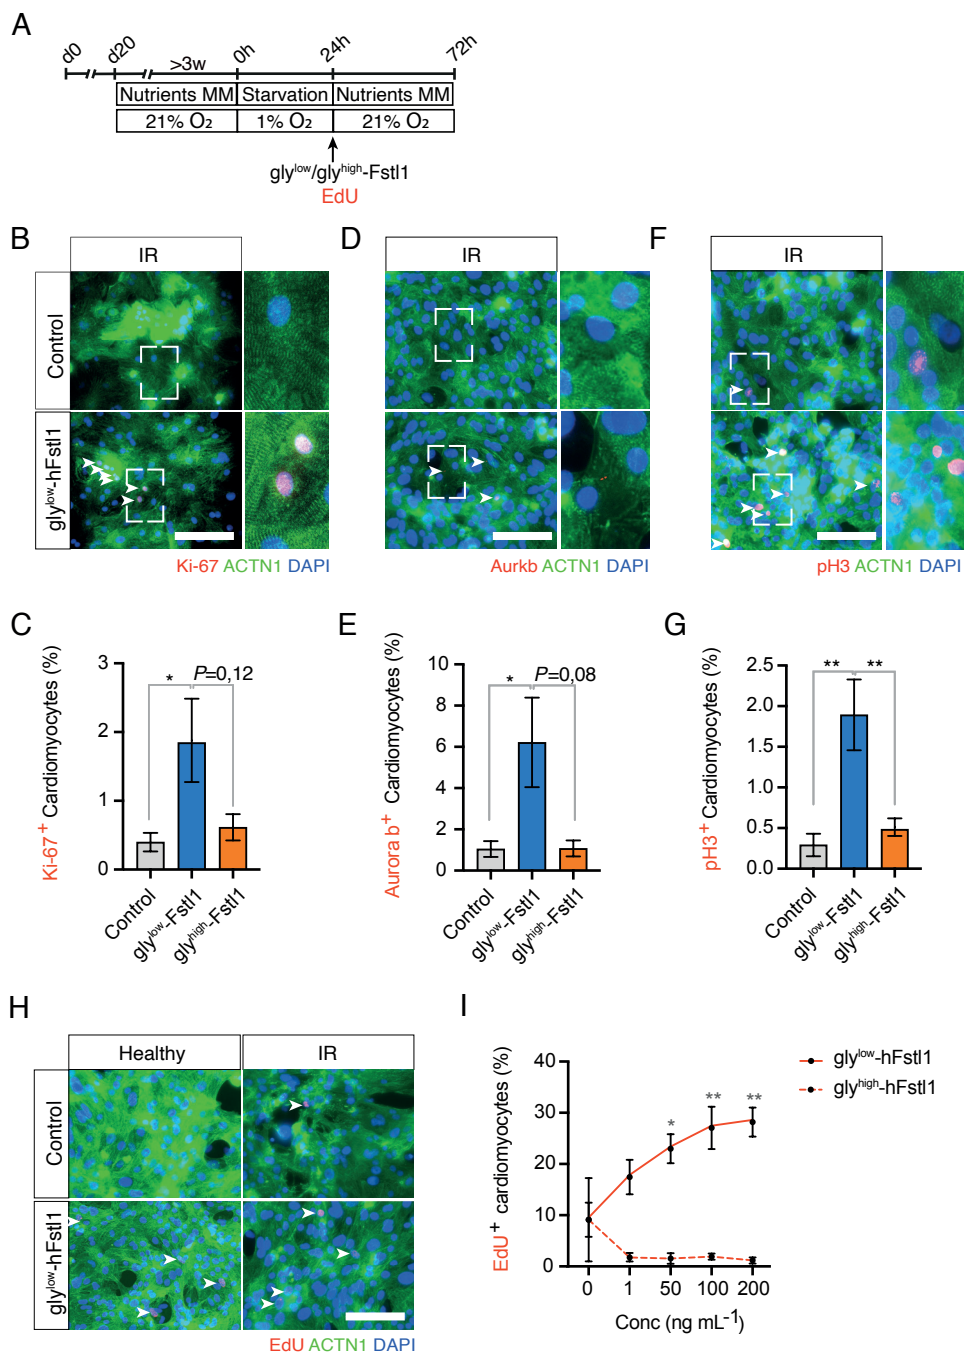 A
d0 d20 >3w 0h 24h 72h
Nutrients MM Starvation Nutrients MM
21% O₂ 1% O₂ 21% O₂
glyˡᵒʷ/glyʰⁱᵍʰ-Fstl1
EdU
B
IR
Control
glyˡᵒʷ-hFstl1
Ki-67 ACTN1 DAPI
D
IR
Aurkb ACTN1 DAPI
F
IR
pH3 ACTN1 DAPI
C
Ki-67⁺ Cardiomyocytes (%)
3
2
1
0
* P=0,12
Control
glyˡᵒʷ-Fstl1
glyʰⁱᵍʰ-Fstl1
E
Aurora b⁺ Cardiomyocytes (%)
10
8
6
4
2
0
* P=0,08
Control
glyˡᵒʷ-Fstl1
glyʰⁱᵍʰ-Fstl1
G
pH3⁺ Cardiomyocytes (%)
2.5
2.0
1.5
1.0
0.5
0.0
** **
Control
glyˡᵒʷ-Fstl1
glyʰⁱᵍʰ-Fstl1
H
Healthy IR
Control
glyˡᵒʷ-hFstl1
EdU ACTN1 DAPI
I
EdU⁺ cardiomyocytes (%)
40
30
20
10
0
* ** **
0 1 50 100 200
Conc (ng mL⁻¹)
glyˡᵒʷ-hFstl1
glyʰⁱᵍʰ-hFstl1